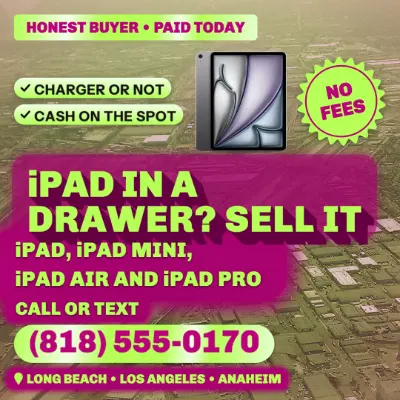 HONEST BUYER • PAID TODAY
✓ CHARGER OR NOT
✓ CASH ON THE SPOT
NO
FEES
iPAD IN A
DRAWER? SELL IT
iPAD, iPAD MINI,
iPAD AIR AND iPAD PRO
CALL OR TEXT
(818) 555-0170
LONG BEACH • LOS ANGELES • ANAHEIM